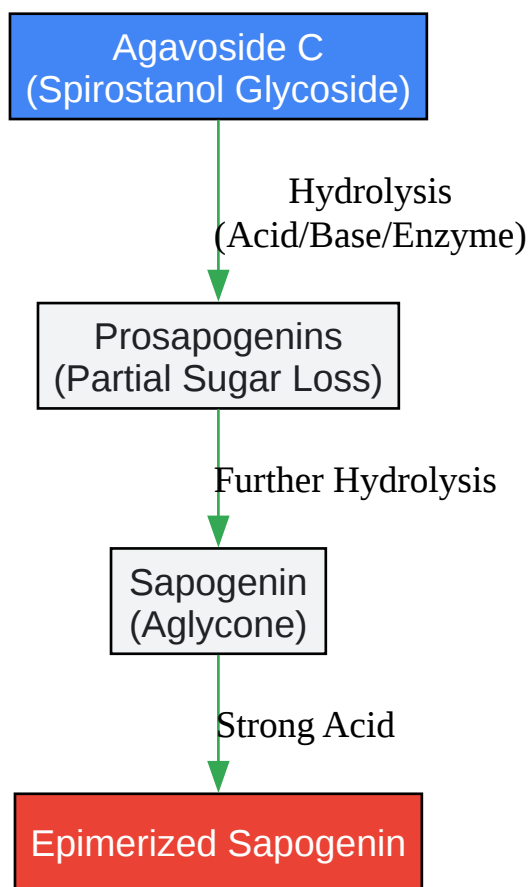 Agavoside C
(Spirostanol Glycoside)
Hydrolysis
(Acid/Base/Enzyme)
Prosapogenins
(Partial Sugar Loss)
Further Hydrolysis
Sapogenin
(Aglycone)
Strong Acid
Epimerized Sapogenin